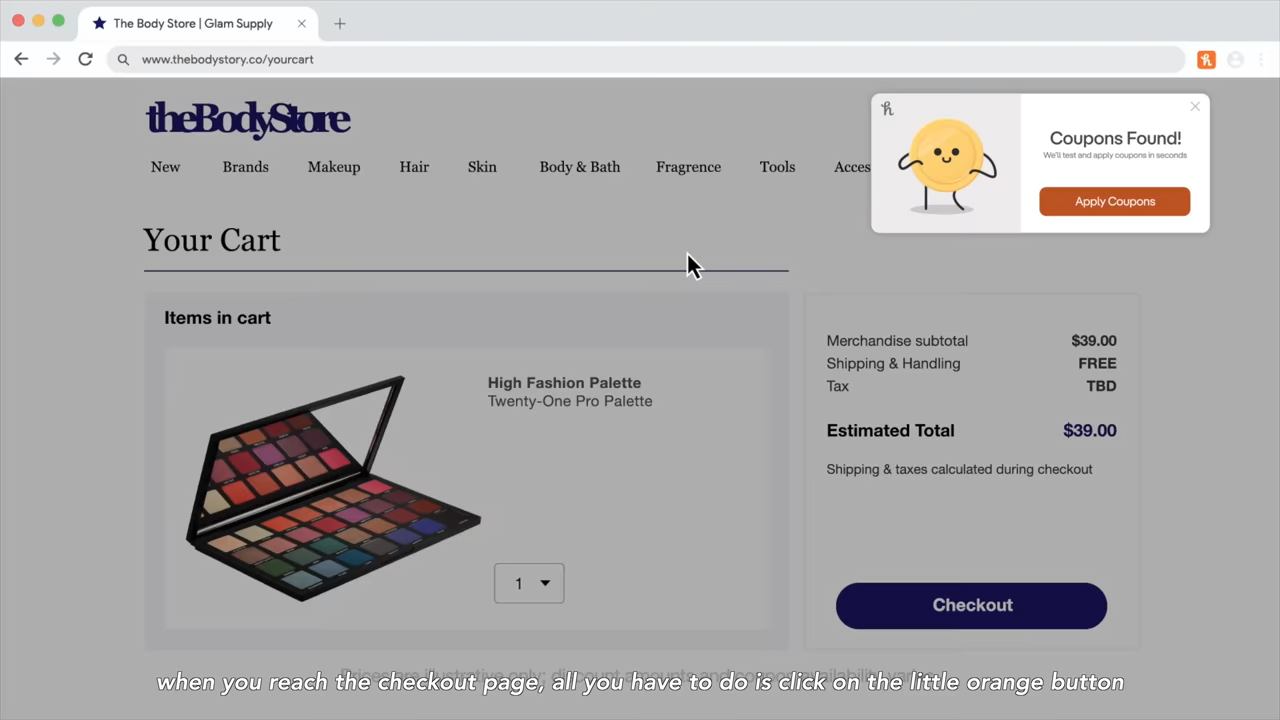 The Body Store | Glam Supply
www.thebodystory.co/yourcart
theBodyStore
New Brands Makeup Hair Skin Body & Bath Fragrence Tools Acces
Coupons Found!
We'll test and apply coupons in seconds
Apply Coupons
Your Cart
Items in cart
High Fashion Palette
Twenty-One Pro Palette
1
Merchandise subtotal $39.00
Shipping & Handling FREE
Tax TBD
Estimated Total $39.00
Shipping & taxes calculated during checkout
Checkout
when you reach the checkout page, all you have to do is click on the little orange button